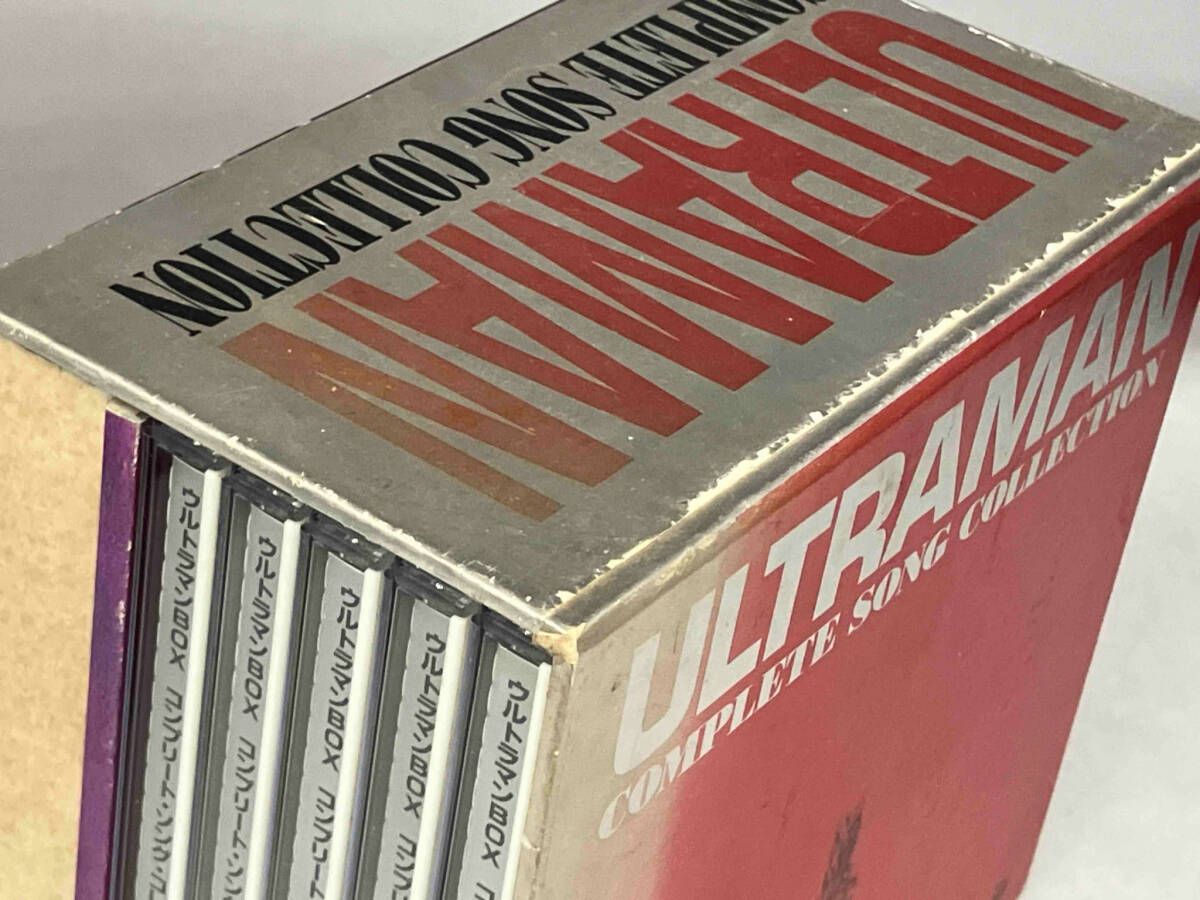 ULTRAMAN
COMPLETE SONG COLLECTION
ULTRAMAN
COMPLETE SONG COLLECTION
ウルトラマンBOX コンプリート・ソング・コ
ウルトラマンBOX コンプリート・ソン
ウルトラマンBOX コンプリート
ウルトラマンBOX コンプ
ウルトラマンBOX コ